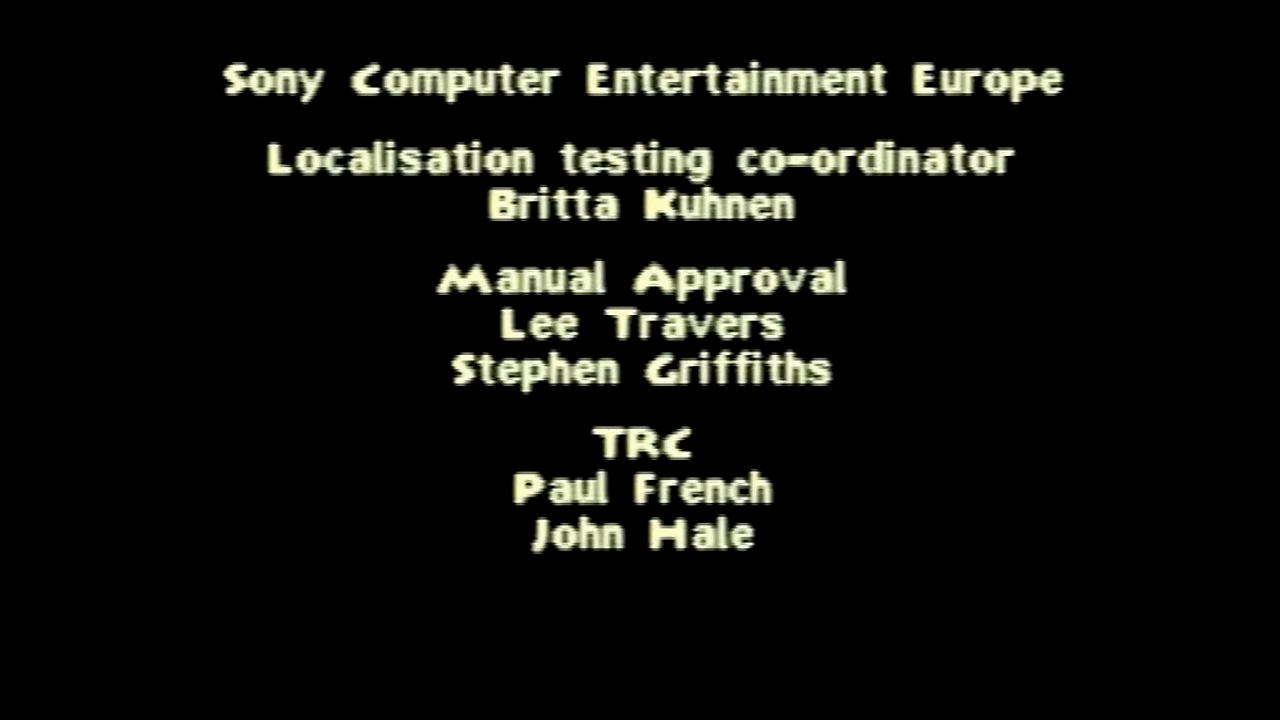 Sony Computer Entertainment Europe
Localisation testing co-ordinator
Britta Kuhnen
Manual Approval
Lee Travers
Stephen Griffiths
TRC
Paul French
John Hale